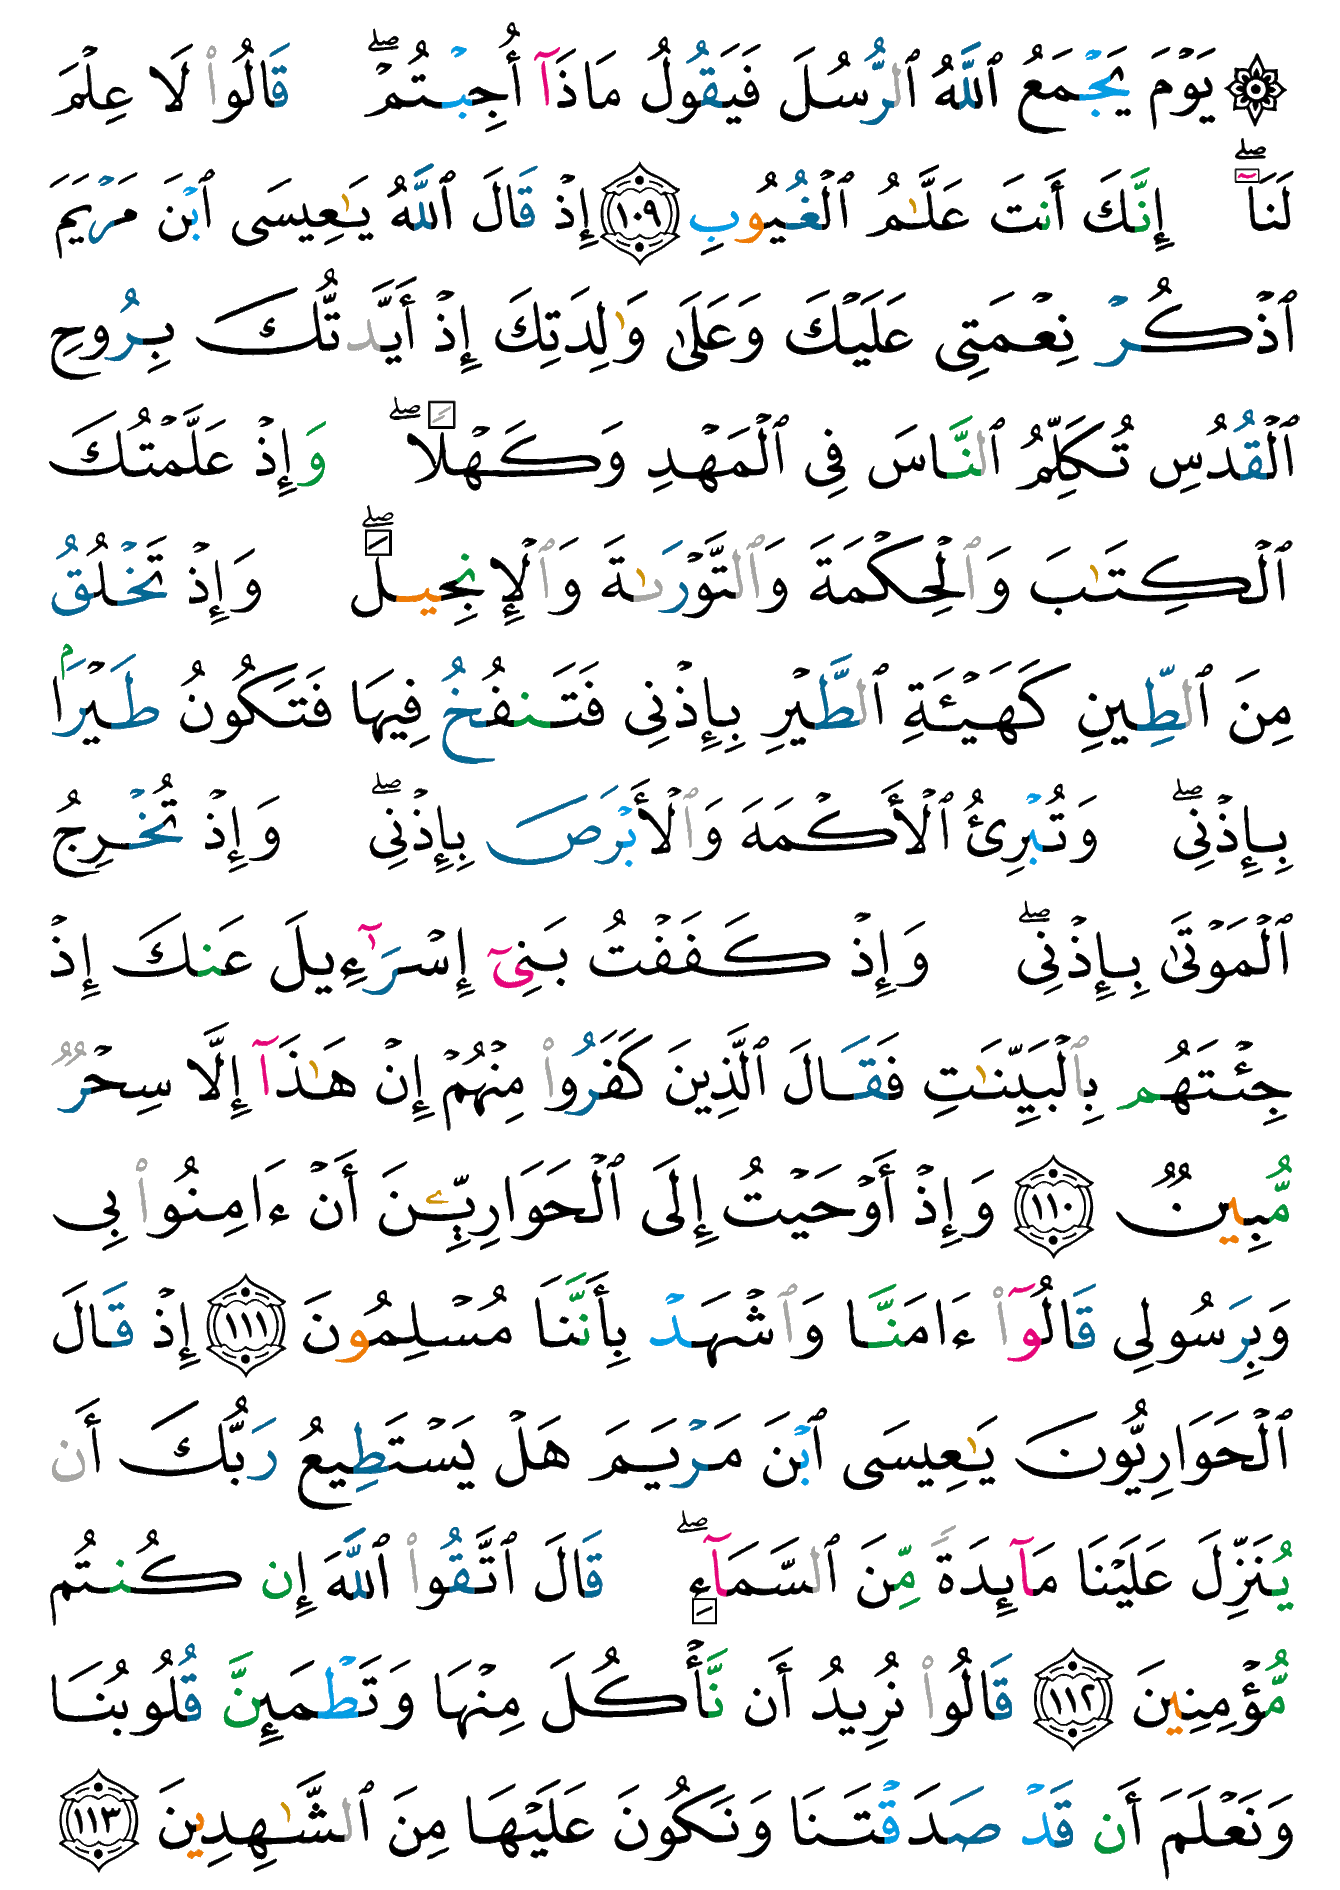 ۞ يَوۡمَ يَجۡمَعُ ٱللَّهُ ٱلرُّسُلَ فَيَقُولُ مَاذَآ أُجِبۡتُمۡۖ قَالُواْ لَا عِلۡمَ
لَنَآۖ إِنَّكَ أَنتَ عَلَّٰمُ ٱلۡغُيُوبِ ١٠٩ إِذۡ قَالَ ٱللَّهُ يَٰعِيسَى ٱبۡنَ مَرۡيَمَ
ٱذۡكُرۡ نِعۡمَتِي عَلَيۡكَ وَعَلَىٰ وَٰلِدَتِكَ إِذۡ أَيَّدتُّكَ بِرُوحِ
ٱلۡقُدُسِ تُكَلِّمُ ٱلنَّاسَ فِي ٱلۡمَهۡدِ وَكَهۡلٗاۖ وَإِذۡ عَلَّمۡتُكَ
ٱلۡكِتَٰبَ وَٱلۡحِكۡمَةَ وَٱلتَّوۡرَىٰةَ وَٱلۡإِنجِيلَۖ وَإِذۡ تَخۡلُقُ
مِنَ ٱلطِّينِ كَهَيۡـَٔةِ ٱلطَّيۡرِ بِإِذۡنِي فَتَنفُخُ فِيهَا فَتَكُونُ طَيۡرَۢا
بِإِذۡنِيۖ وَتُبۡرِئُ ٱلۡأَكۡمَهَ وَٱلۡأَبۡرَصَ بِإِذۡنِيۖ وَإِذۡ تُخۡرِجُ
ٱلۡمَوۡتَىٰ بِإِذۡنِيۖ وَإِذۡ كَفَفۡتُ بَنِيٓ إِسۡرَٰٓءِيلَ عَنكَ إِذۡ
جِئۡتَهُم بِٱلۡبَيِّنَٰتِ فَقَالَ ٱلَّذِينَ كَفَرُواْ مِنۡهُمۡ إِنۡ هَٰذَآ إِلَّا سِحۡرٞ
مُّبِينٞ ١١٠ وَإِذۡ أَوۡحَيۡتُ إِلَى ٱلۡحَوَارِيِّـۧنَ أَنۡ ءَامِنُواْ بِي
وَبِرَسُولِي قَالُوٓاْ ءَامَنَّا وَٱشۡهَدۡ بِأَنَّنَا مُسۡلِمُونَ ١١١ إِذۡ قَالَ
ٱلۡحَوَارِيُّونَ يَٰعِيسَى ٱبۡنَ مَرۡيَمَ هَلۡ يَسۡتَطِيعُ رَبُّكَ أَن
يُنَزِّلَ عَلَيۡنَا مَآئِدَةٗ مِّنَ ٱلسَّمَآءِۖ قَالَ ٱتَّقُواْ ٱللَّهَ إِن كُنتُم
مُّؤۡمِنِينَ ١١٢ قَالُواْ نُرِيدُ أَن نَّأۡكُلَ مِنۡهَا وَتَطۡمَئِنَّ قُلُوبُنَا
وَنَعۡلَمَ أَن قَدۡ صَدَقۡتَنَا وَنَكُونَ عَلَيۡهَا مِنَ ٱلشَّٰهِدِينَ ١١٣